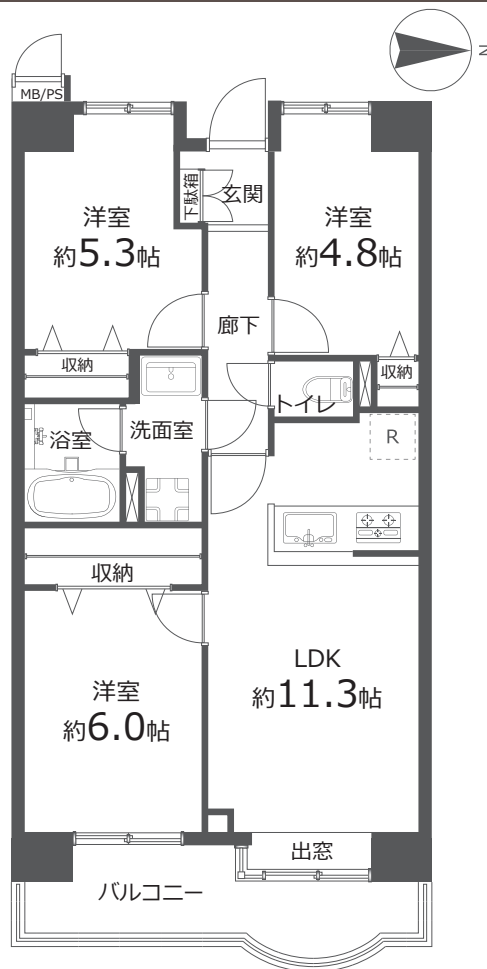 N
MB/PS
洋室
約5.3帖
下駄箱
玄関
洋室
約4.8帖
廊下
収納
収納
トイレ
浴室
洗面室
R
収納
LDK
約11.3帖
洋室
約6.0帖
出窓
バルコニー